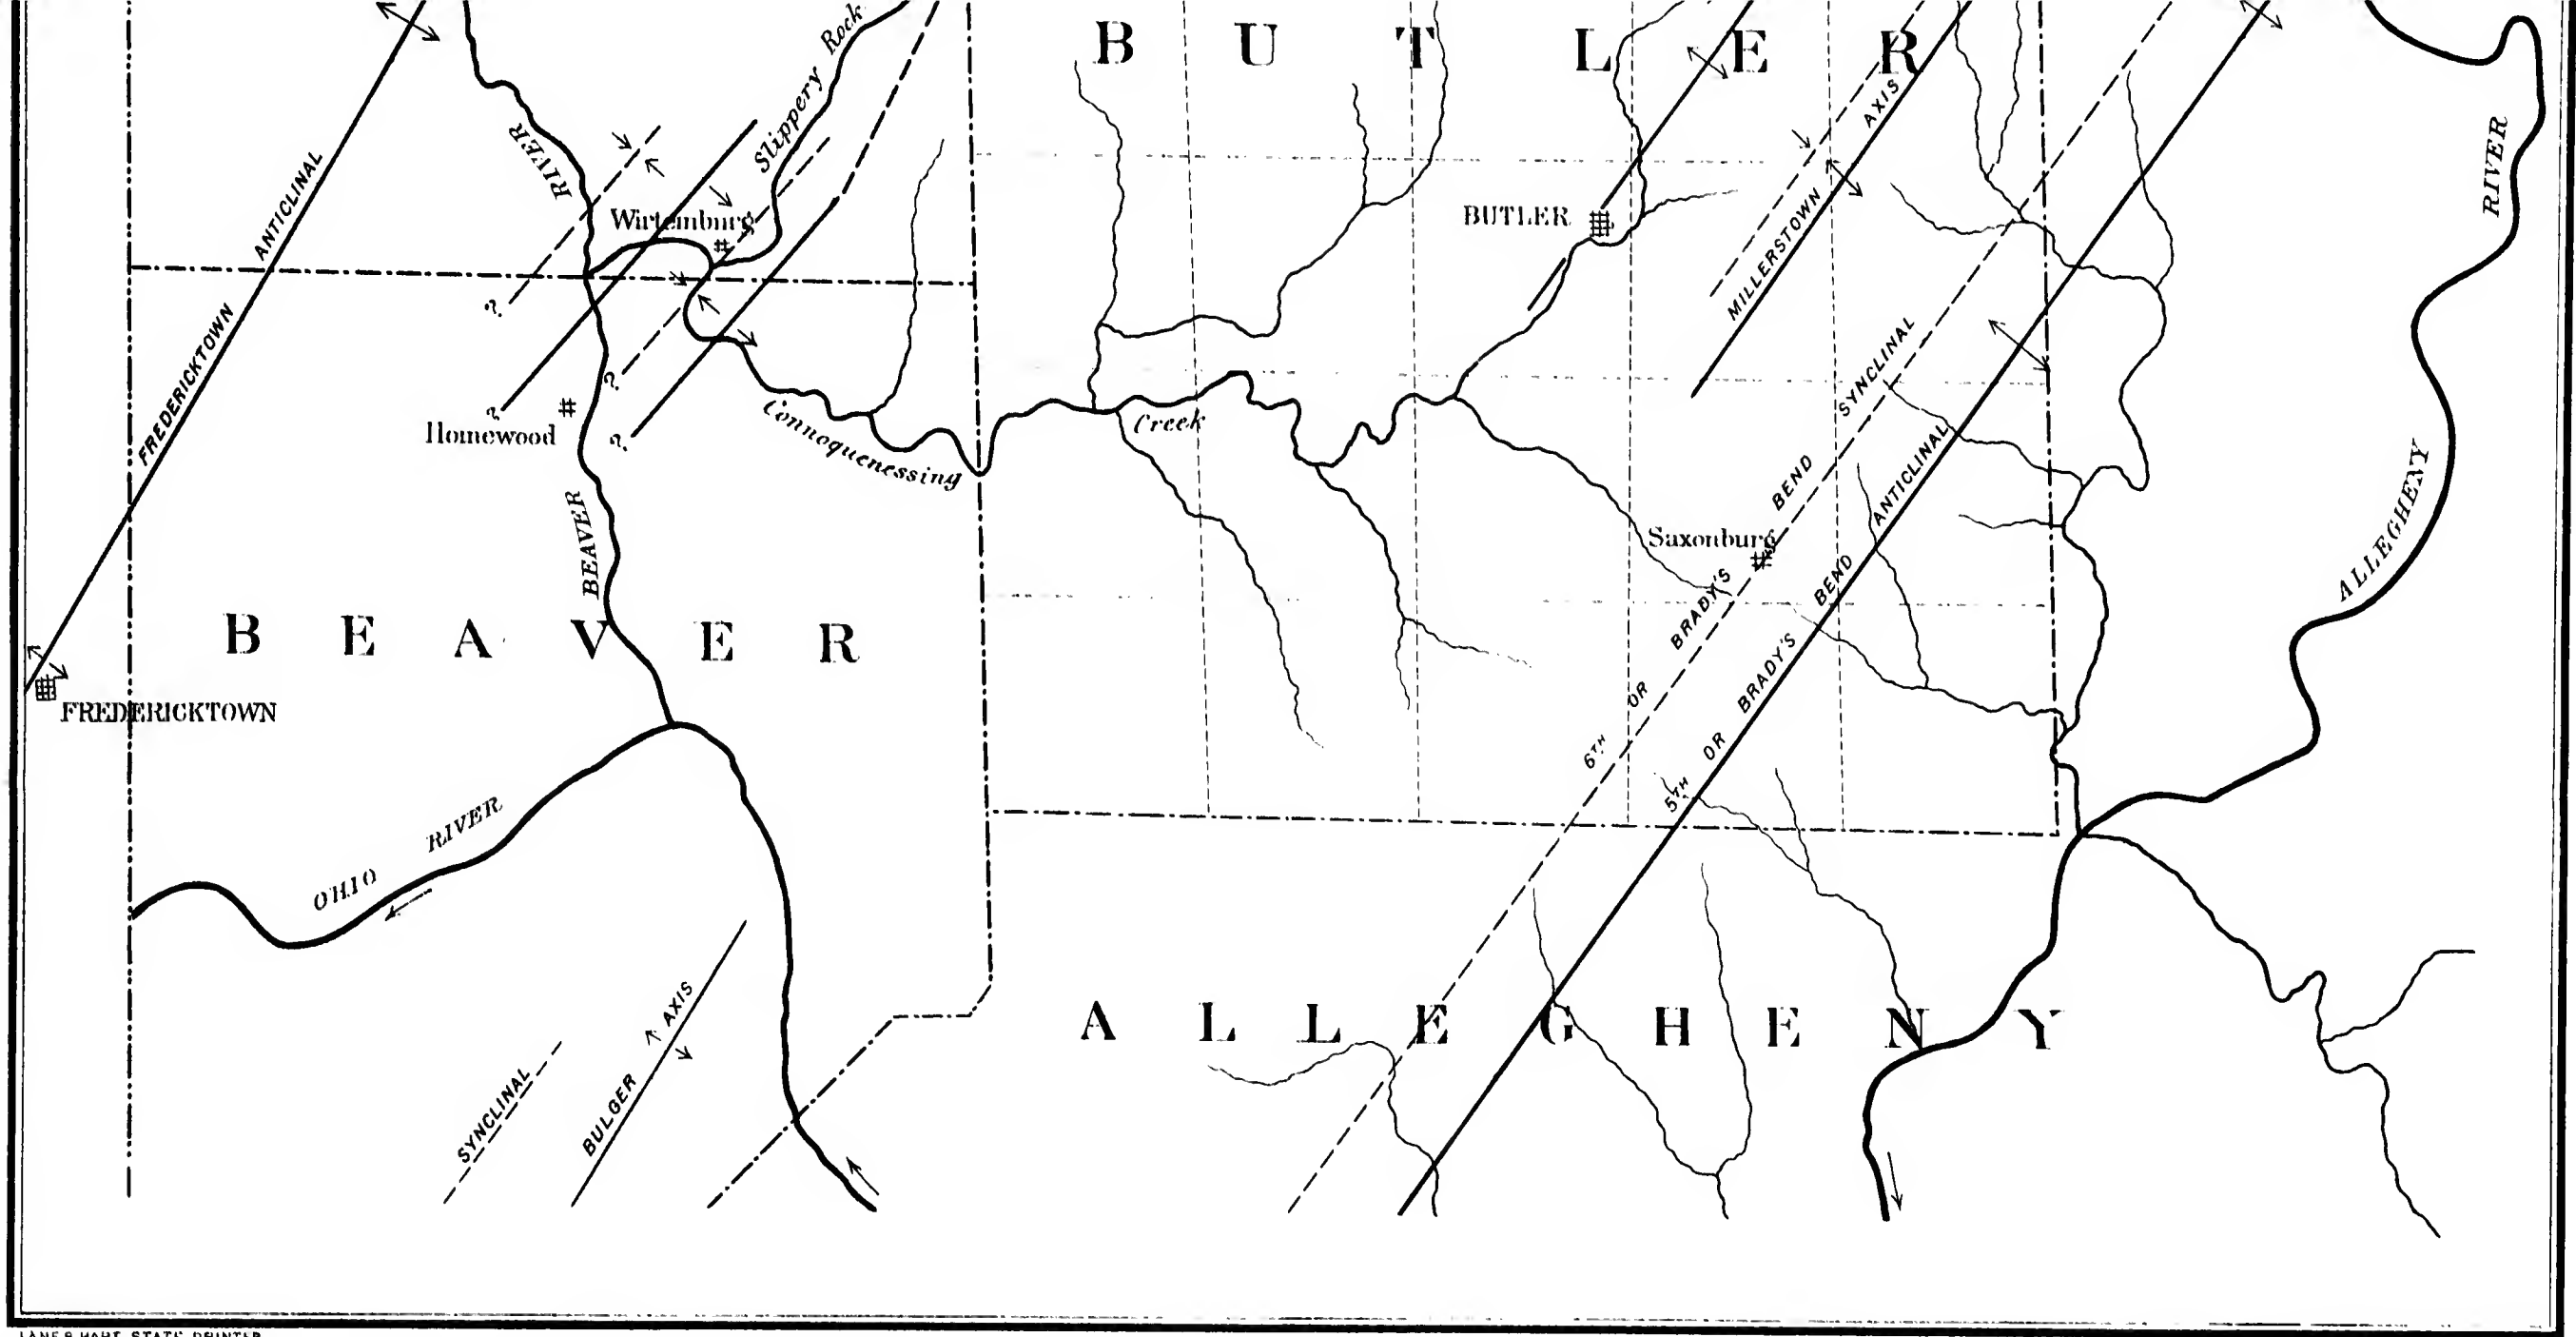 BUTLER
Slippery Rock
RIVER
AXIS
FREDERICKTOWN ANTICLINAL
Wirtemburg
BUTLER
MILLERSTOWN
RIVER
?
?
?
?
Homewood
Connoquenessing Creek
6TH OR BRADY'S BEND SYNCLINAL
5TH OR BRADY'S BEND ANTICLINAL
Saxonburg
BEAVER
ALLEGHENY
BEAVER
FREDERICKTOWN
OHIO RIVER
ALLEGHENY
SYNCLINAL
BULGER AXIS